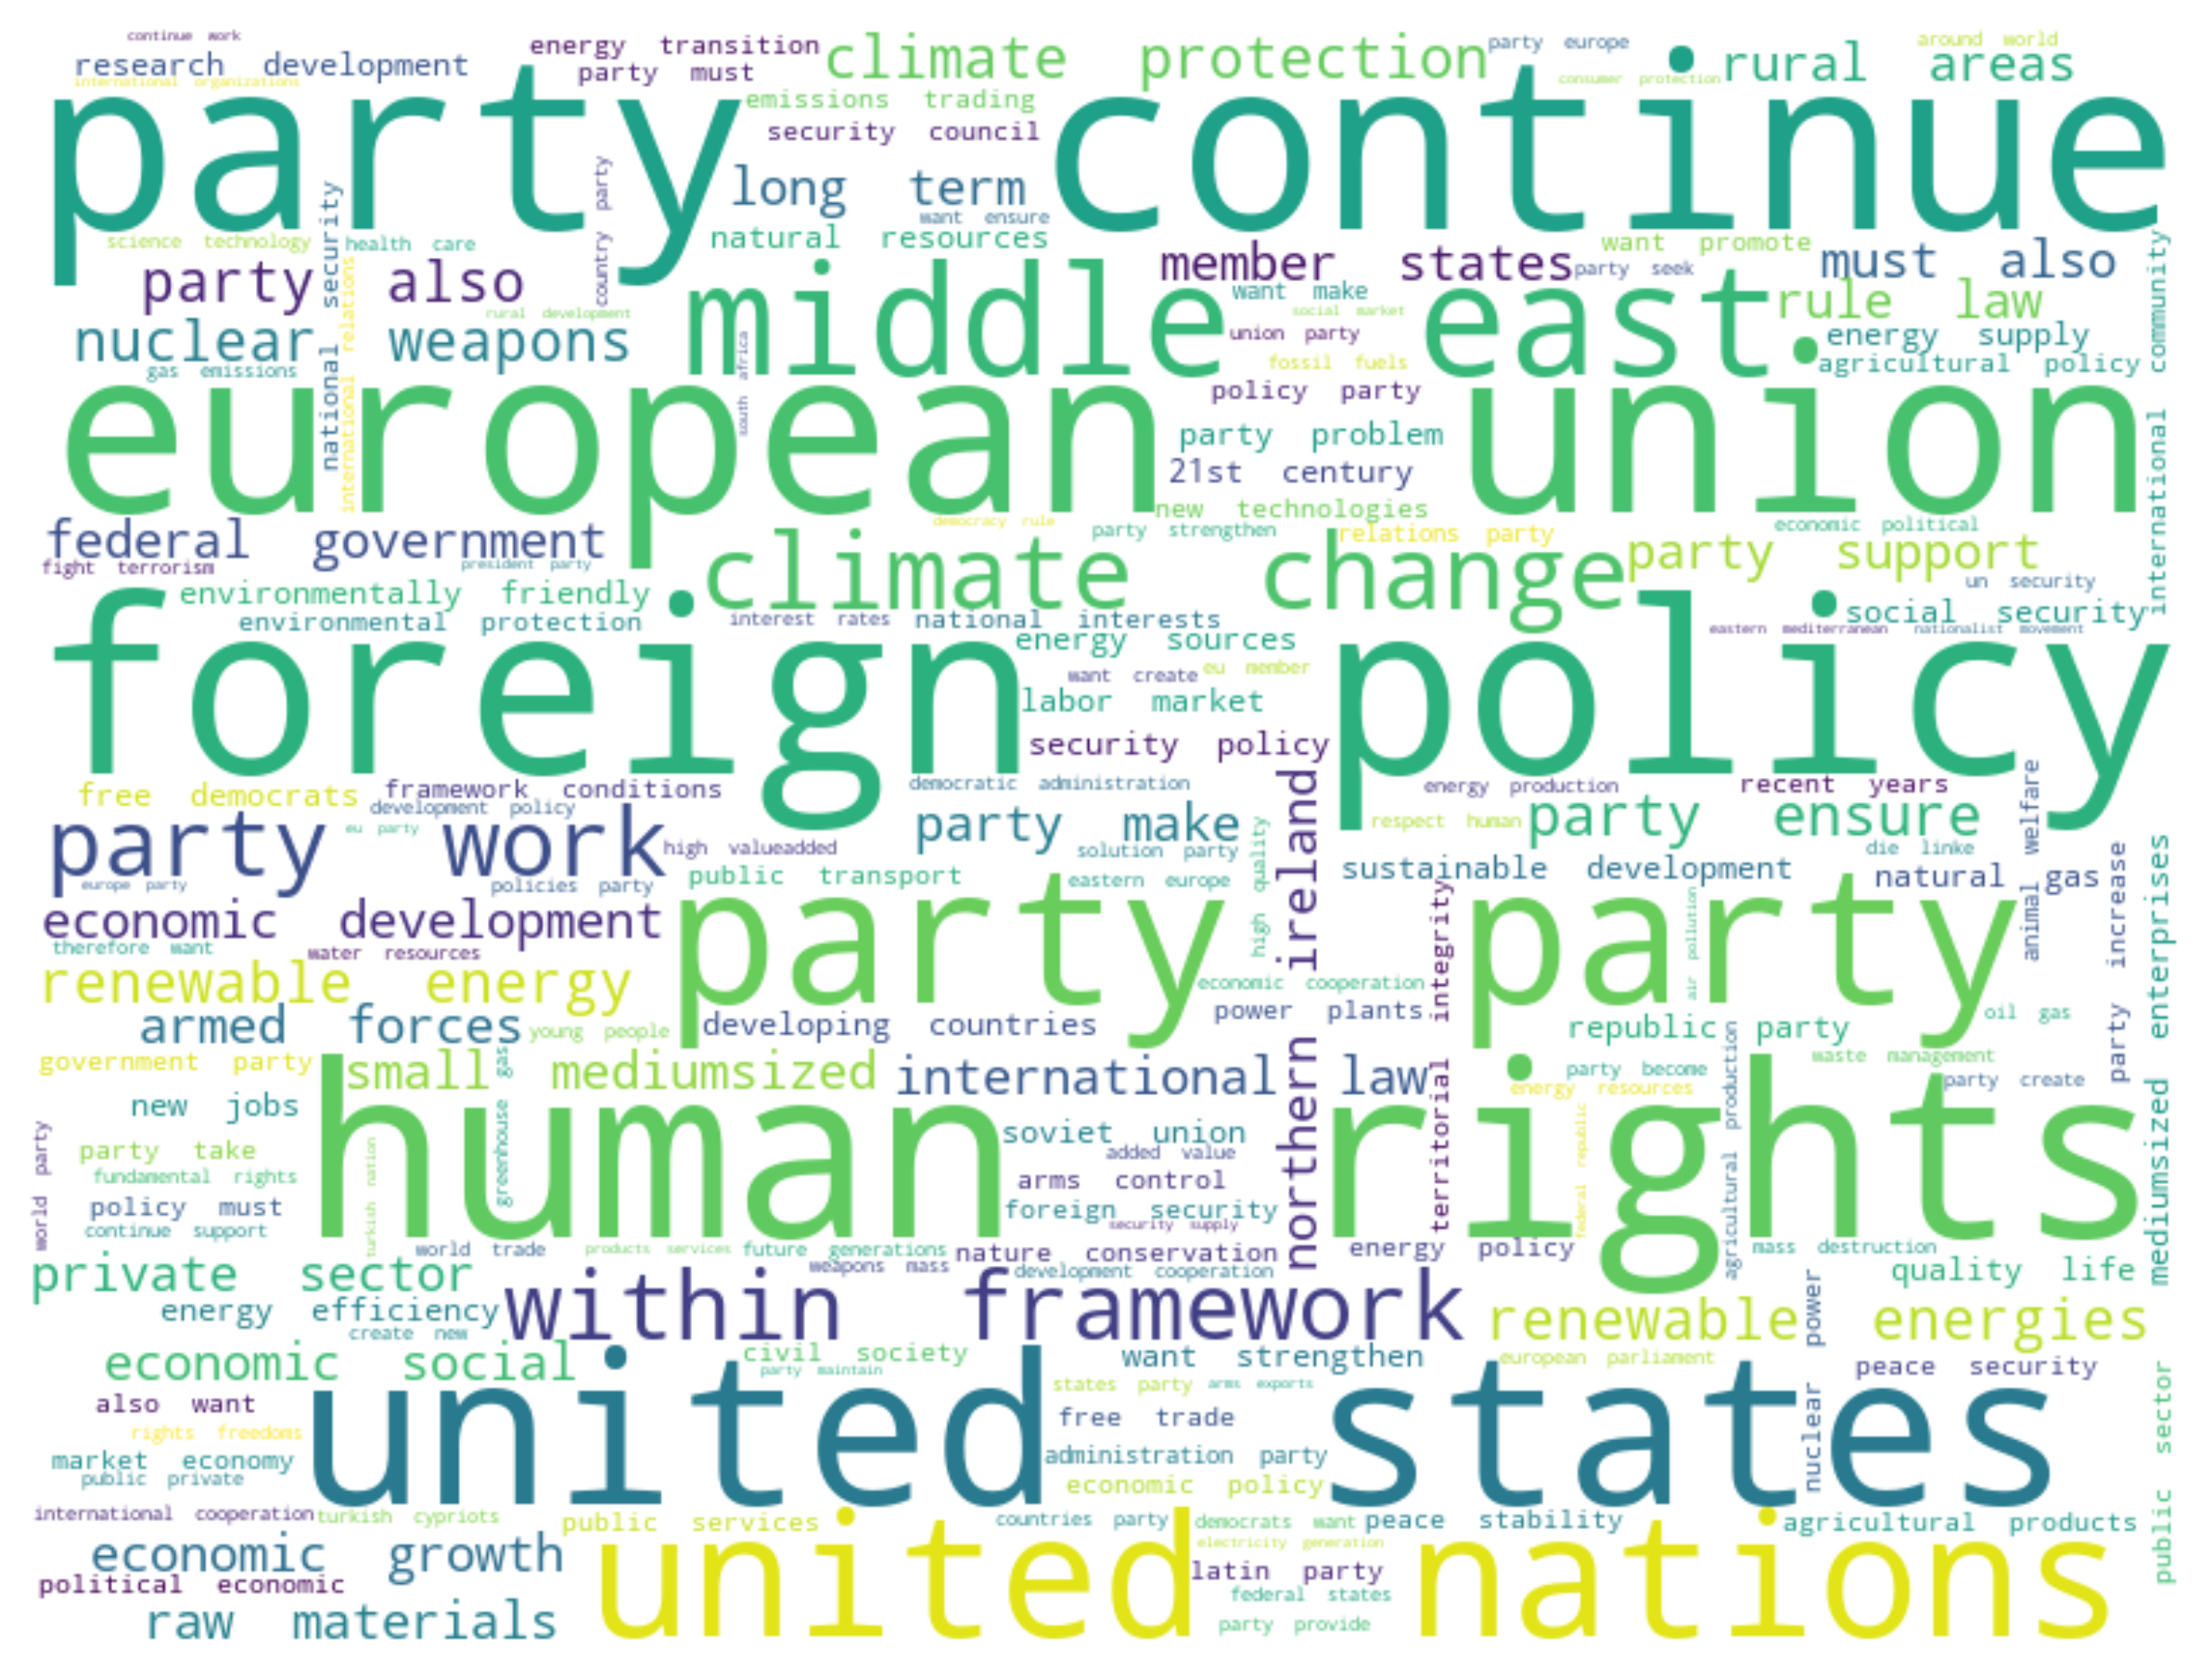 continue work
research development
international organizations
energy transition
party must
climate protection
party europe
consumer protection
around world
rural areas
emissions trading
security council
party continue
long term
want ensure
natural resources
science technology
health care
country party
national security
international relations
party also
rural development
member states
want promote
party seek
must also
want make
social market
rule law
union party
energy supply
nuclear weapons
middle east
fossil fuels
agricultural policy
gas emissions
south africa
policy party
international community
european union
party problem
21st century
new technologies
democracy rule
party strengthen
relations party
economic political
federal government
fight terrorism
president party
climate change
party support
un security
environmentally friendly
environmental protection
interest rates
national interests
social security
eastern mediterranean
nationalist movement
energy sources
foreign policy
want create
eu member
labor market
security policy
free democrats
framework conditions
development policy
democratic administration
energy production
recent years
animal welfare
party work
eu party
high valueadded
party make
solution party
high quality
northern ireland
respect human
party ensure
die linke
europe party
policies party
public transport
eastern europe
sustainable development
natural gas
party increase
mediumsized enterprises
economic development
therefore want
water resources
party party
territorial integrity
air pollution
renewable energy
economic cooperation
armed forces
young people
developing countries
power plants
republic party
oil gas
government party
small mediumsized
greenhouse gas
international law
party become
energy resources
agricultural production
waste management
party create
new jobs
human rights
soviet union
added value
federal republic
world party
party take
fundamental rights
turkish nation
arms control
policy must
foreign security
continue support
security supply
world trade
products services
future generations
weapons mass
nature conservation
development cooperation
energy policy
mass destruction
private sector
quality life
energy efficiency
create new
within framework
renewable energies
nuclear power
economic social
civil society
party maintain
want strengthen
european parliament
peace security
also want
united states
states party
arms exports
rights freedoms
free trade
market economy
public private
administration party
economic policy
public sector
international cooperation
turkish cypriots
public services
countries party
democrats want
peace stability
agricultural products
economic growth
united nations
electricity generation
political economic
latin party
federal states
raw materials
party provide